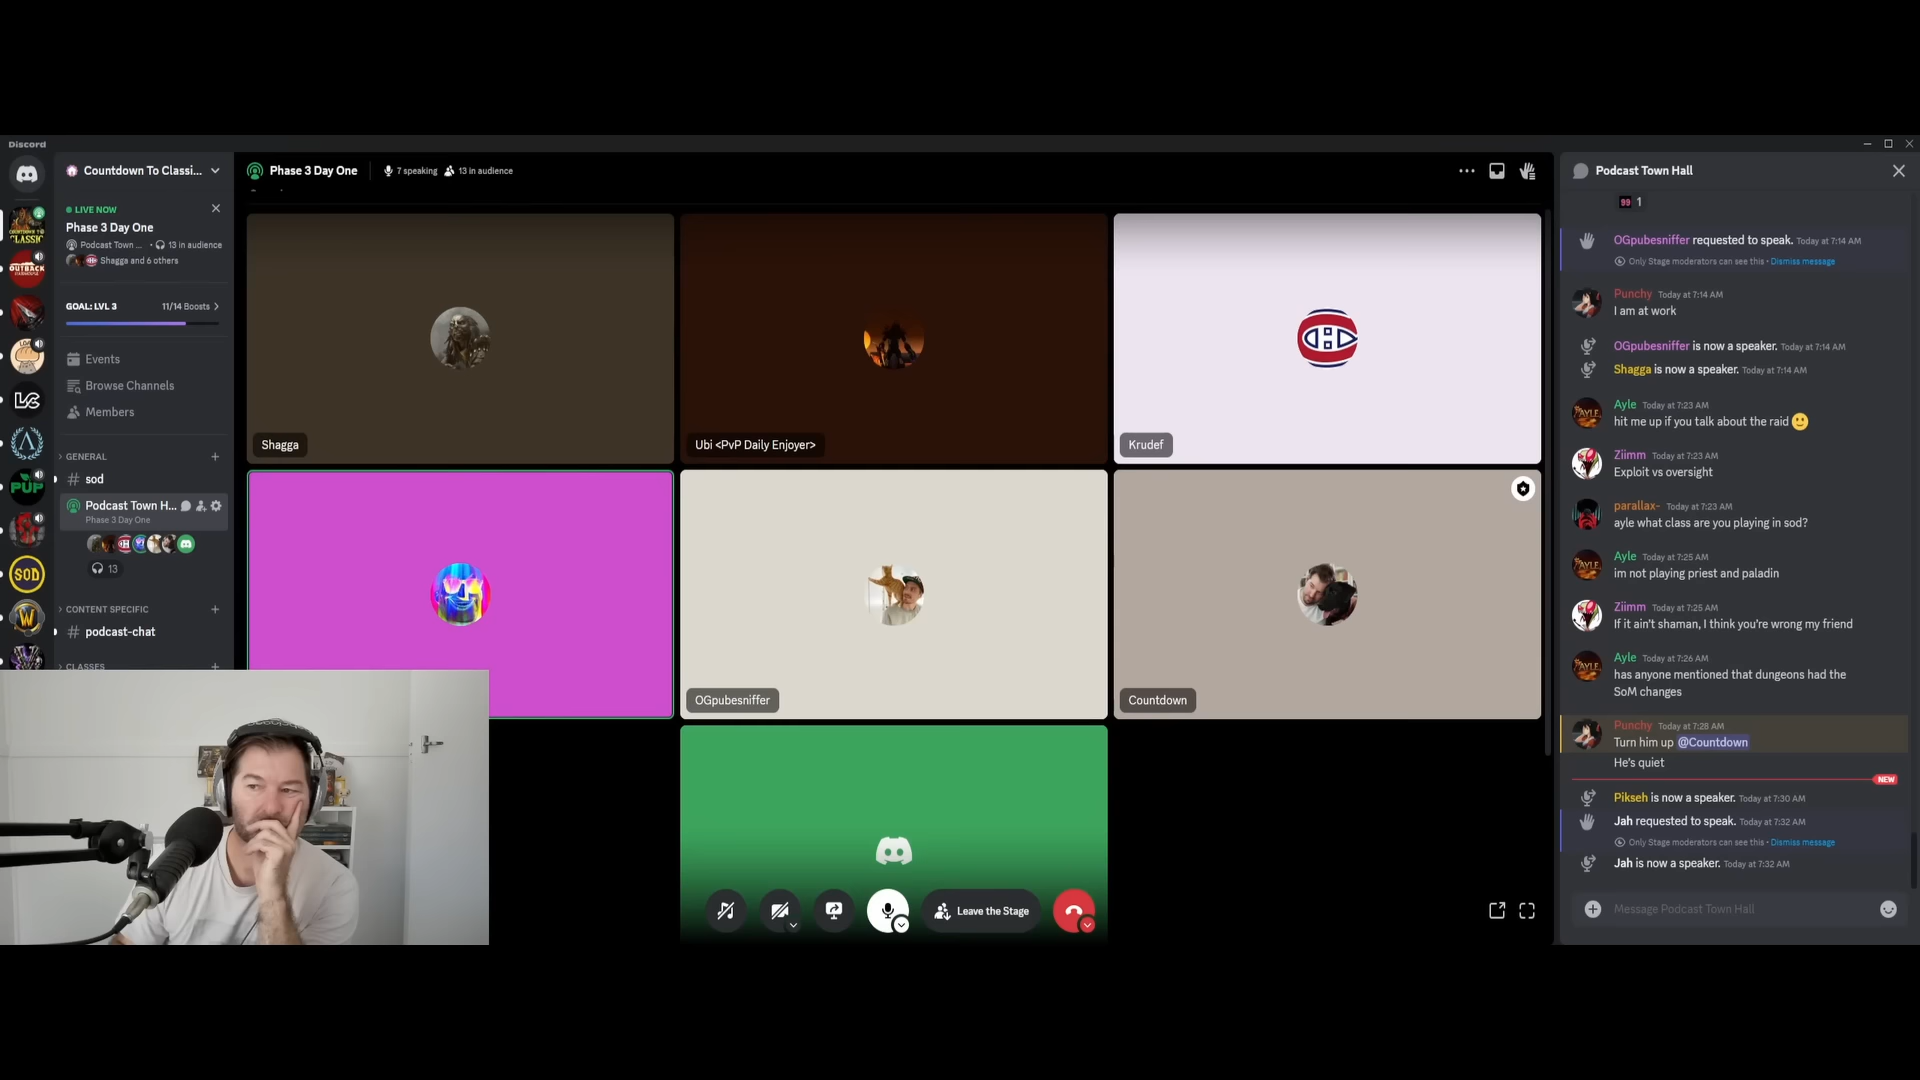 Discord
Countdown To Classi...
LIVE NOW
Phase 3 Day One
Podcast Town ... • 13 in audience
Shagga and 6 others
GOAL: LVL 3 11/14 Boosts
Events
Browse Channels
Members
GENERAL
sod
Podcast Town H...
Phase 3 Day One
13
CONTENT SPECIFIC
podcast-chat
CLASSES
OUTBACK
PUP
SOD
Phase 3 Day One 7 speaking 13 in audience
Shagga
Ubi <PvP Daily Enjoyer>
Krudef
OGpubesniffer
Countdown
Leave the Stage
Podcast Town Hall
99 1
OGpubesniffer requested to speak. Today at 7:14 AM
Only Stage moderators can see this • Dismiss message
Punchy Today at 7:14 AM
I am at work
OGpubesniffer is now a speaker. Today at 7:14 AM
Shagga is now a speaker. Today at 7:14 AM
Ayle Today at 7:23 AM
hit me up if you talk about the raid
Ziimm Today at 7:23 AM
Exploit vs oversight
parallax- Today at 7:23 AM
ayle what class are you playing in sod?
Ayle Today at 7:25 AM
im not playing priest and paladin
Ziimm Today at 7:25 AM
If it ain't shaman, I think you're wrong my friend
Ayle Today at 7:26 AM
has anyone mentioned that dungeons had the
SoM changes
Punchy Today at 7:28 AM
Turn him up @Countdown
He's quiet
NEW
Pikseh is now a speaker. Today at 7:30 AM
Jah requested to speak. Today at 7:32 AM
Only Stage moderators can see this • Dismiss message
Jah is now a speaker. Today at 7:32 AM
Message Podcast Town Hall